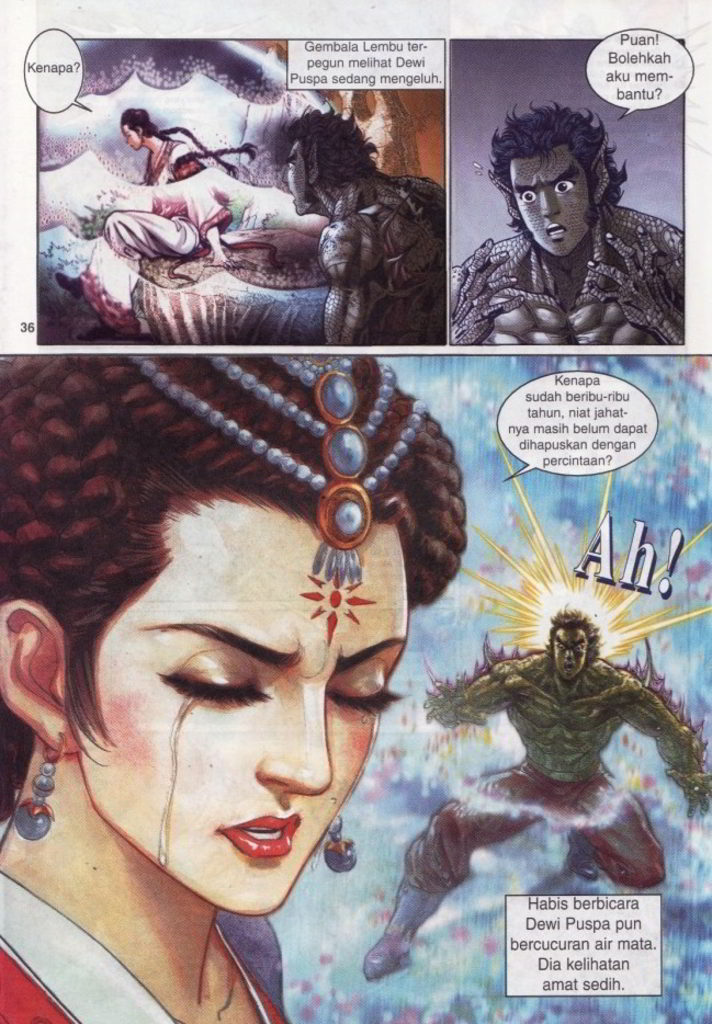 Kenapa?
Gembala Lembu ter-
pegun melihat Dewi
Puspa sedang mengeluh.
Puan!
Bolehkah
aku mem-
bantu?
36
Kenapa
sudah beribu-ribu
tahun, niat jahat-
nya masih belum dapat
dihapuskan dengan
percintaan?
Ah!
Habis berbicara
Dewi Puspa pun
bercucuran air mata.
Dia kelihatan
amat sedih.